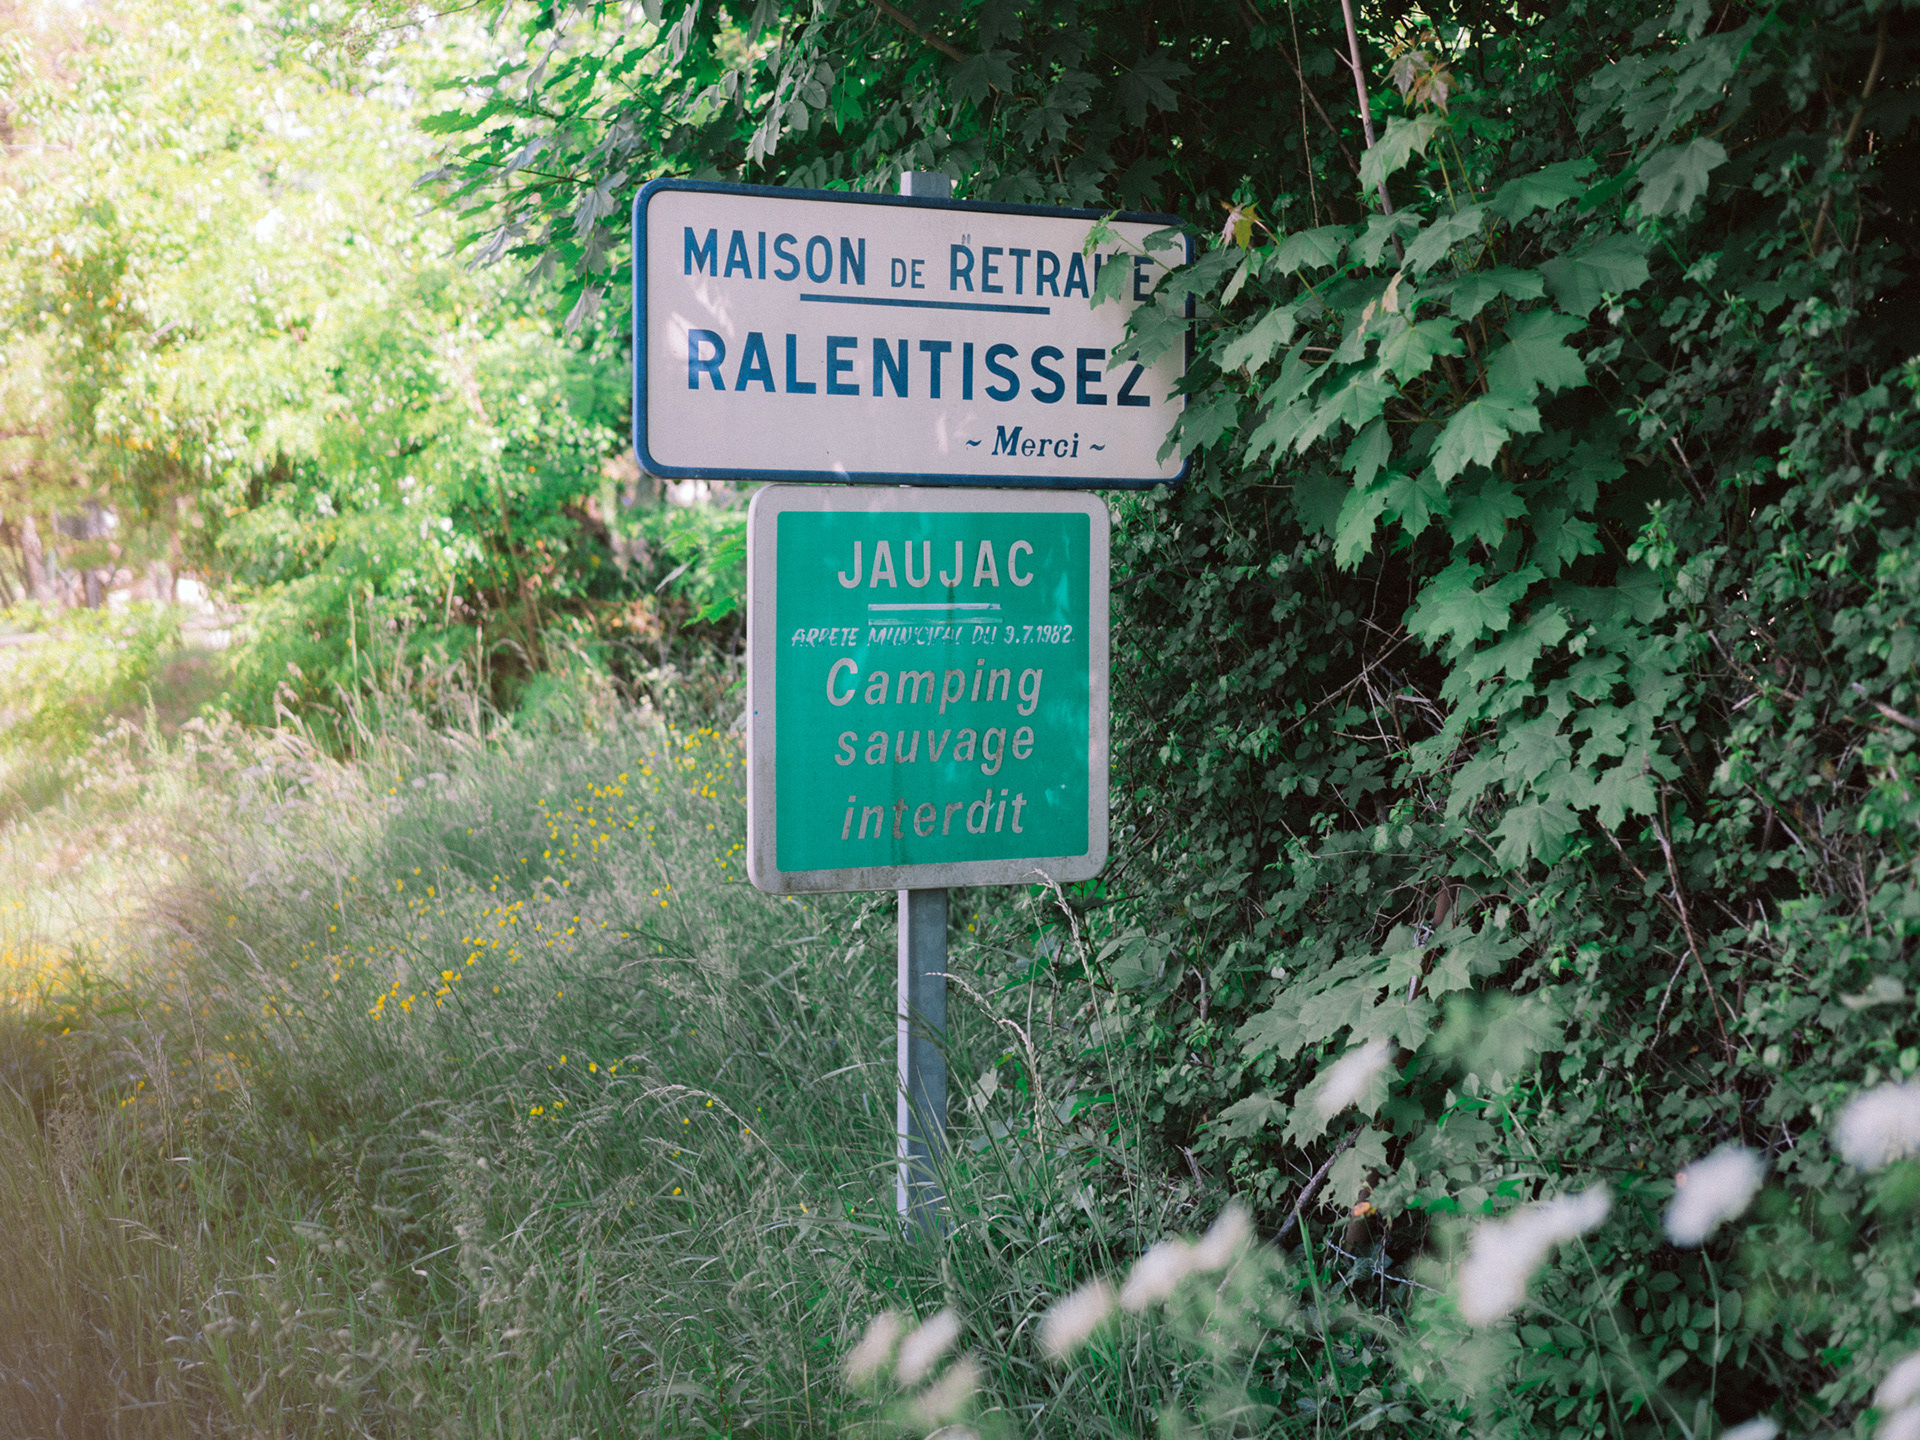 MAISON DE RETRAITE
RALENTISSEZ
~ Merci ~
JAUJAC
ARRETE MUNICIPAL DU 9.7.1982
Camping
sauvage
interdit